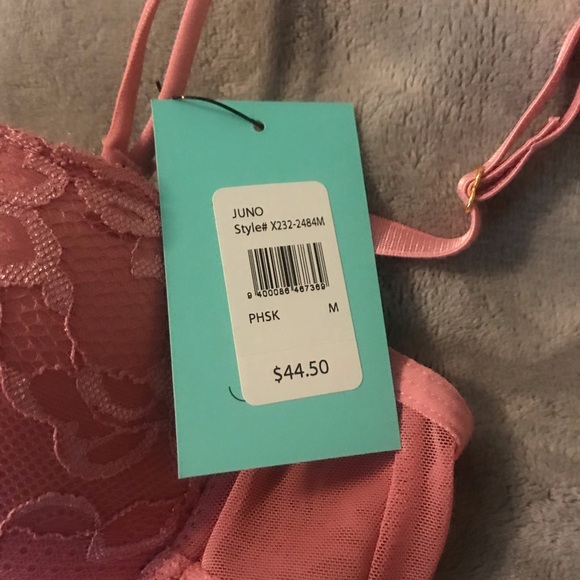 JUNO
Style# X232-2484M
9 400086 467369
PHSK M
$44.50